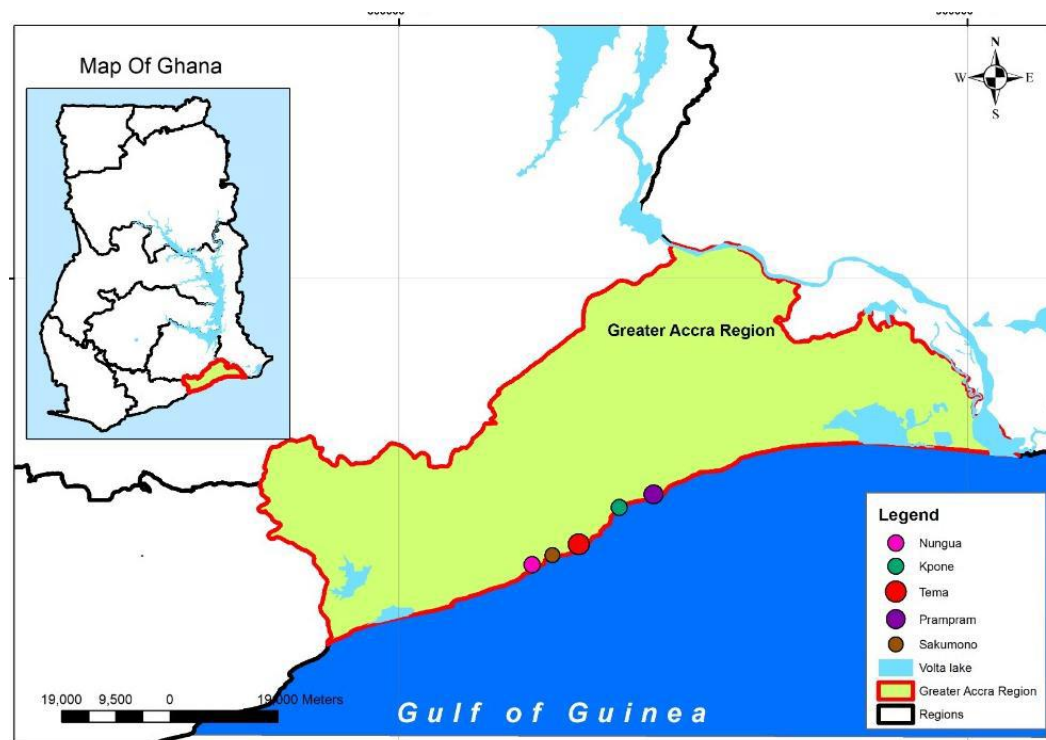 Map Of Ghana
N
W E
S
Greater Accra Region
Legend
Nungua
Kpone
Tema
Prampram
Sakumono
Volta lake
Greater Accra Region
Regions
19,000 9,500 0 19,000 Meters
Gulf of Guinea